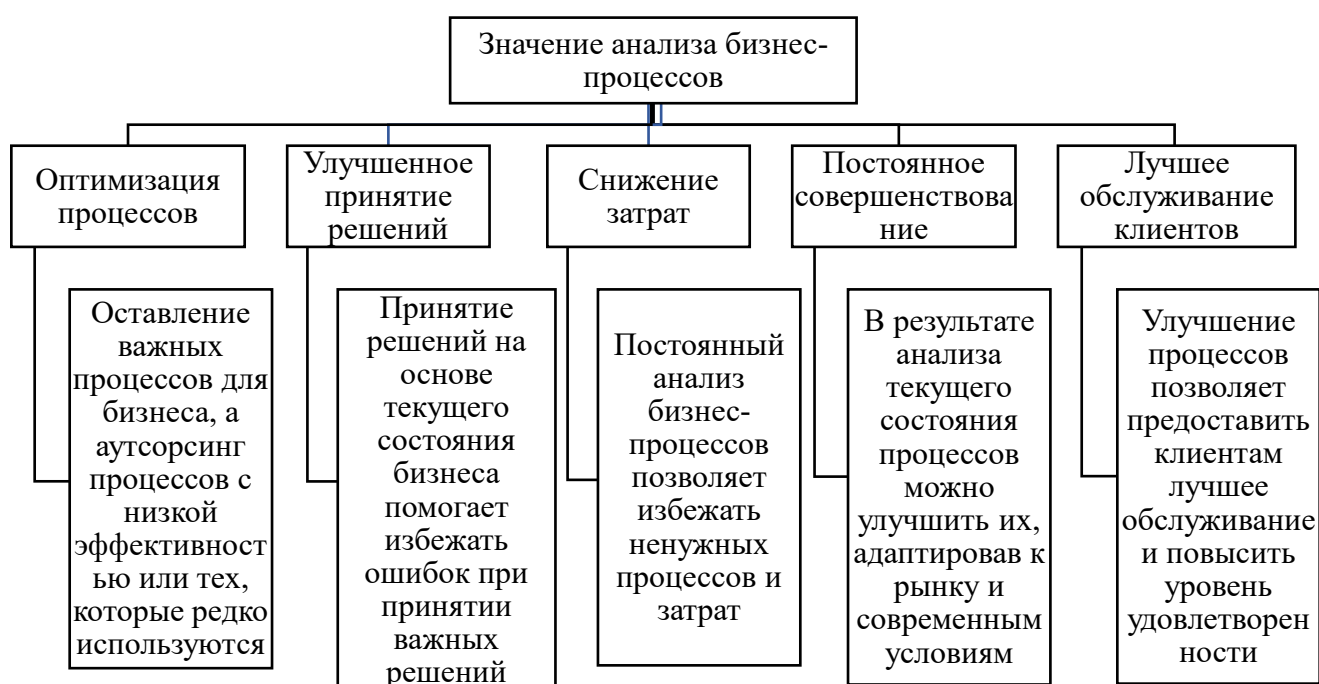 Значение анализа бизнес-
процессов
Оптимизация
процессов
Улучшенное
принятие
решений
Снижение
затрат
Постоянное
совершенствова
ние
Лучшее
обслуживание
клиентов
Оставление
важных
процессов для
бизнеса, а
аутсорсинг
процессов с
низкой
эффективност
ью или тех,
которые редко
используются
Принятие
решений на
основе
текущего
состояния
бизнеса
помогает
избежать
ошибок при
принятии
важных
решений
Постоянный
анализ
бизнес-
процессов
позволяет
избежать
ненужных
процессов и
затрат
В результате
анализа
текущего
состояния
процессов
можно
улучшить их,
адаптировав к
рынку и
современным
условиям
Улучшение
процессов
позволяет
предоставить
клиентам
лучшее
обслуживание
и повысить
уровень
удовлетворен
ности